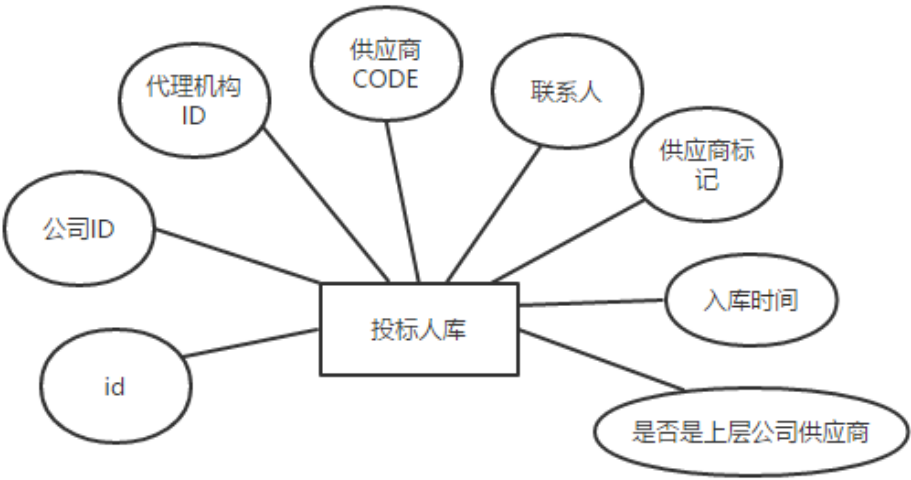 供应商
CODE
代理机构
ID
联系人
供应商标
记
公司ID
入库时间
投标人库
id
是否是上层公司供应商